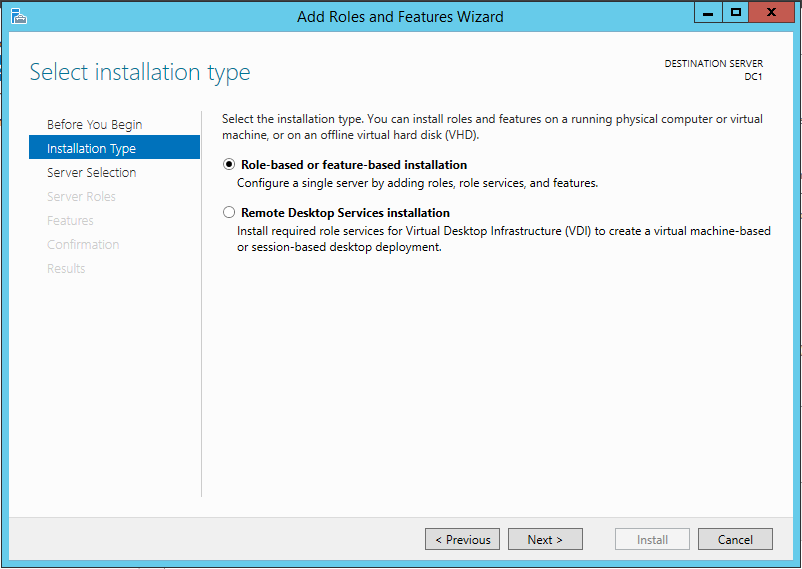 Add Roles and Features Wizard
Select installation type
DESTINATION SERVER
DC1
Before You Begin
Installation Type
Server Selection
Server Roles
Features
Confirmation
Results
Select the installation type. You can install roles and features on a running physical computer or virtual
machine, or on an offline virtual hard disk (VHD).
Role-based or feature-based installation
Configure a single server by adding roles, role services, and features.
Remote Desktop Services installation
Install required role services for Virtual Desktop Infrastructure (VDI) to create a virtual machine-based
or session-based desktop deployment.
< Previous
Next >
Install
Cancel